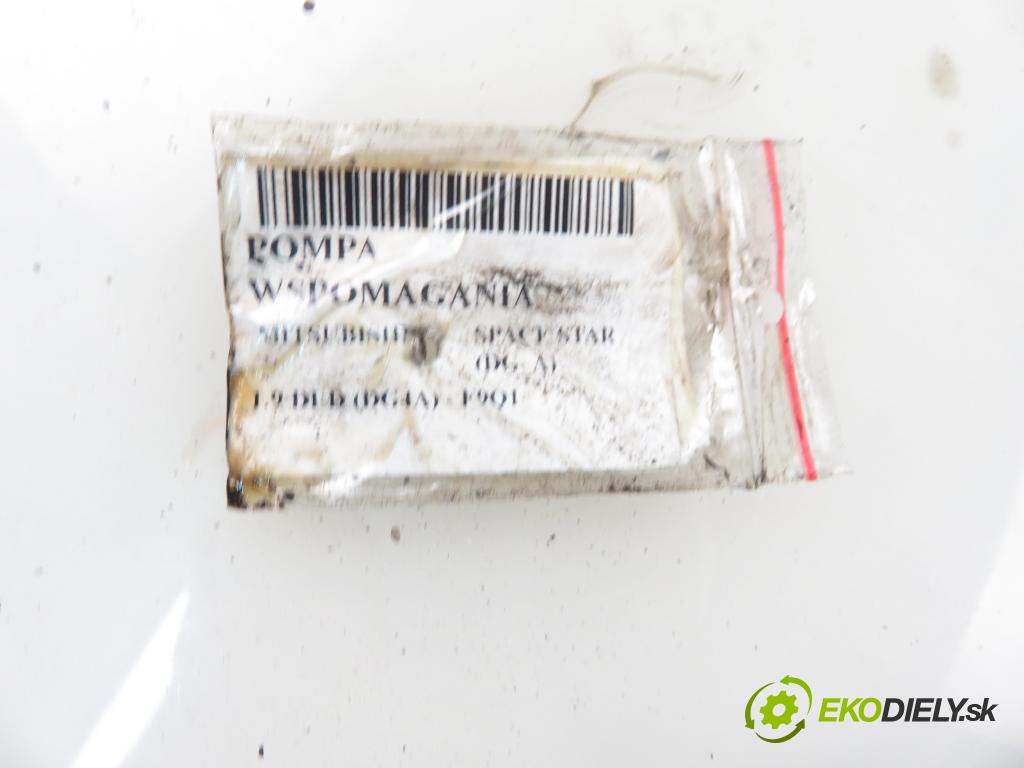 POMPA
WSPOMAGANIA
MITSUBISHI SPACE STAR
(DG_A)
1.9 DI-D (DG4A) - F9Q1
EKODIELY.sk